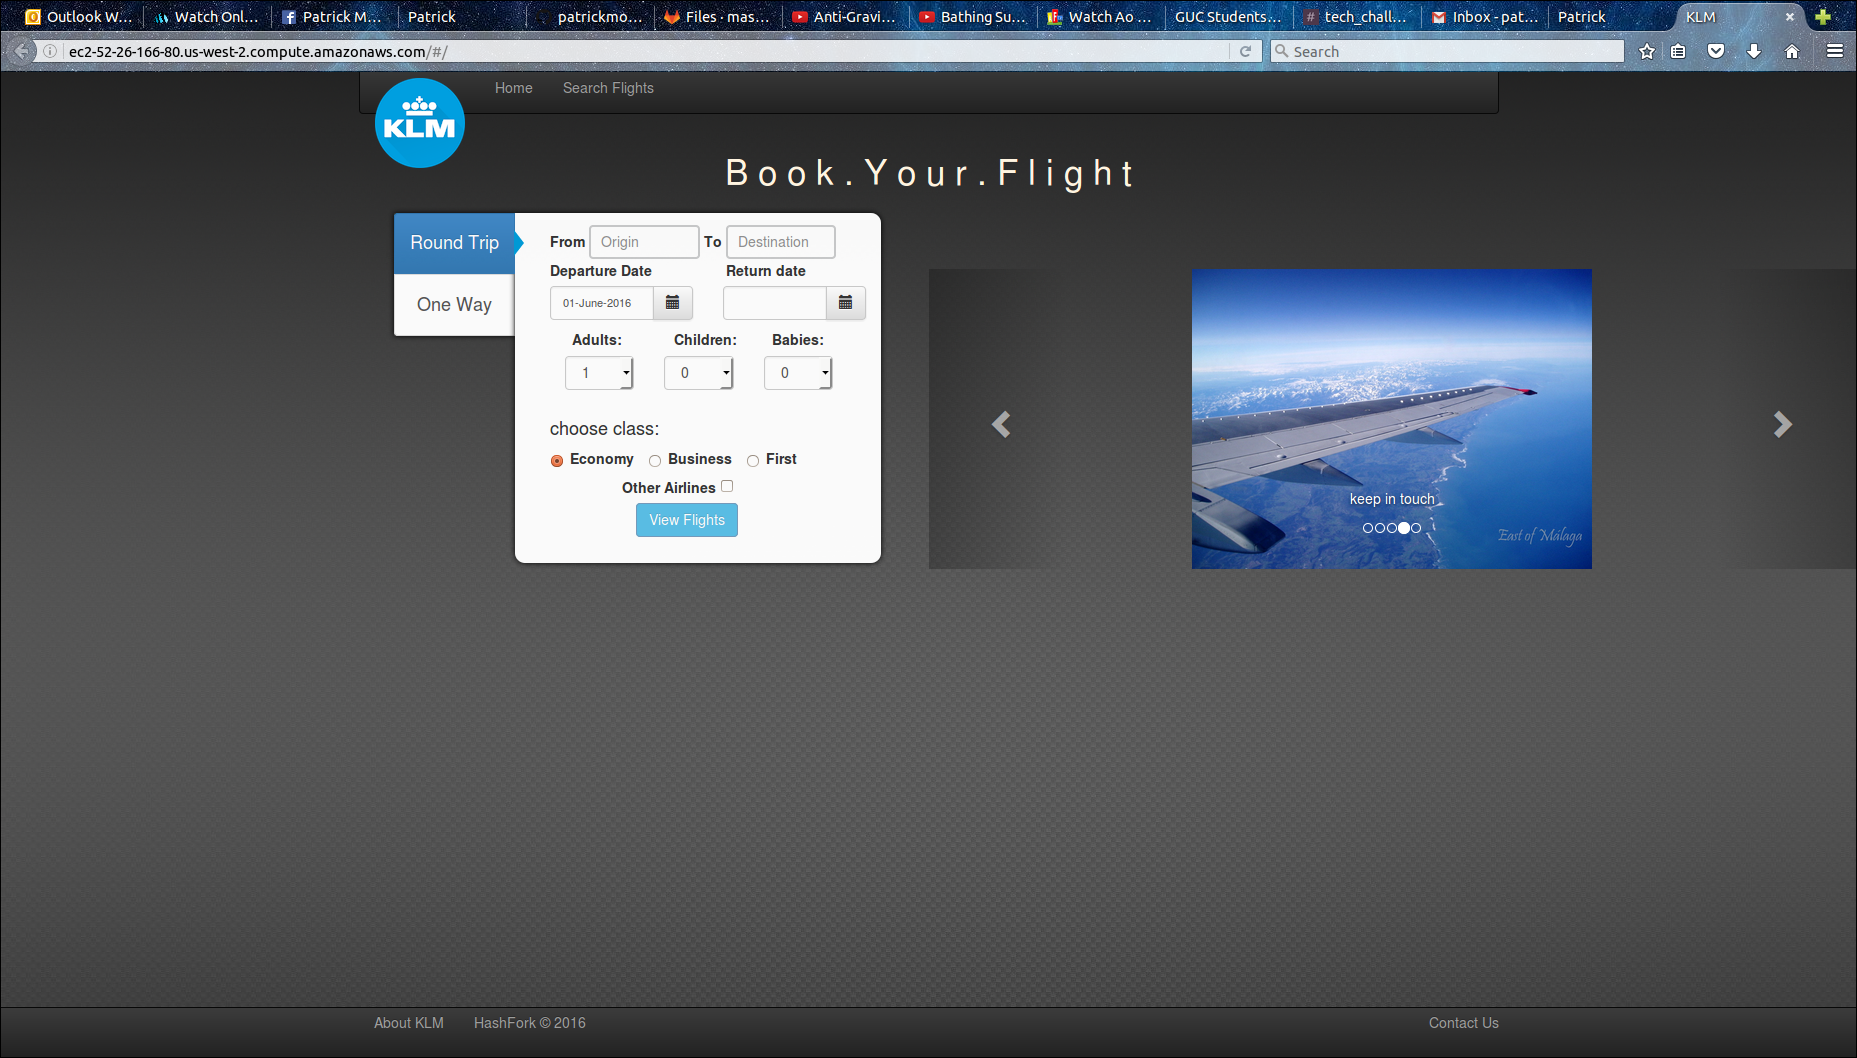 Outlook W...
Watch Onl...
Patrick M...
Patrick
patrickmo...
Files · mas...
Anti-Gravi...
Bathing Su...
Watch Ao ...
GUC Students...
tech_chall...
Inbox - pat...
Patrick
KLM
ec2-52-26-166-80.us-west-2.compute.amazonaws.com/#/
Search
Home Search Flights
KLM
Book.Your.Flight
Round Trip
One Way
From Origin To Destination
Departure Date Return date
01-June-2016
Adults: Children: Babies:
1 0 0
choose class:
Economy Business First
Other Airlines
View Flights
keep in touch
East of Málaga
About KLM HashFork © 2016 Contact Us